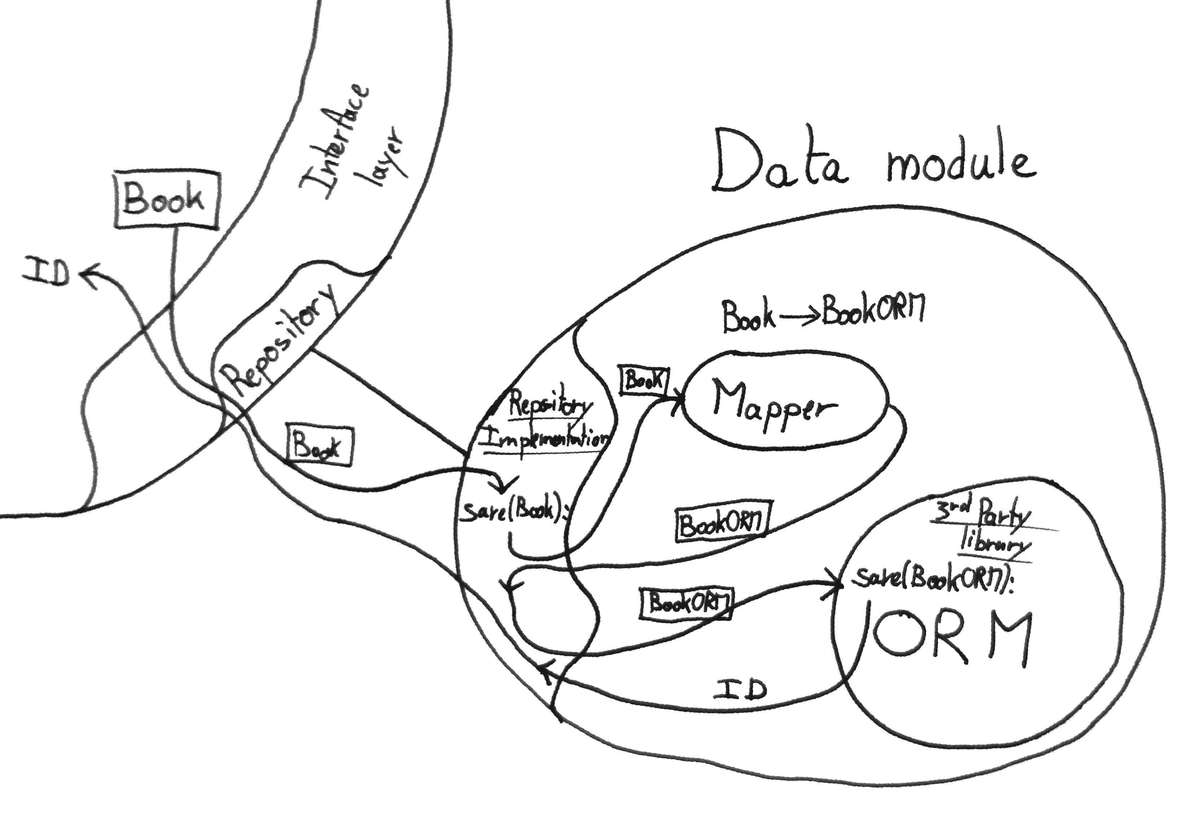 Interface
layer
Data module
Book
ID
Repository
Book → BookORM
Book
Mapper
Repository
Implementation
Book
save(Book):
BookORM
3rd Party
library
save(BookORM):
BookORM
ORM
ID